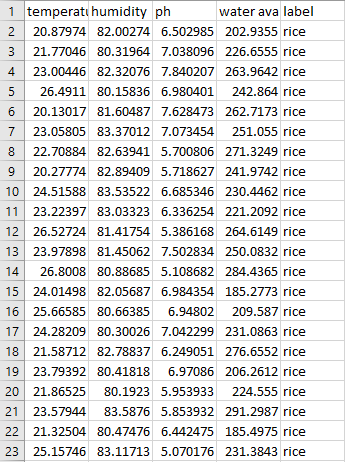 1 temperatu humidity ph water ava label
2 20.87974 82.00274 6.502985 202.9355 rice
3 21.77046 80.31964 7.038096 226.6555 rice
4 23.00446 82.32076 7.840207 263.9642 rice
5 26.4911 80.15836 6.980401 242.864 rice
6 20.13017 81.60487 7.628473 262.7173 rice
7 23.05805 83.37012 7.073454 251.055 rice
8 22.70884 82.63941 5.700806 271.3249 rice
9 20.27774 82.89409 5.718627 241.9742 rice
10 24.51588 83.53522 6.685346 230.4462 rice
11 23.22397 83.03323 6.336254 221.2092 rice
12 26.52724 81.41754 5.386168 264.6149 rice
13 23.97898 81.45062 7.502834 250.0832 rice
14 26.8008 80.88685 5.108682 284.4365 rice
15 24.01498 82.05687 6.984354 185.2773 rice
16 25.66585 80.66385 6.94802 209.587 rice
17 24.28209 80.30026 7.042299 231.0863 rice
18 21.58712 82.78837 6.249051 276.6552 rice
19 23.79392 80.41818 6.97086 206.2612 rice
20 21.86525 80.1923 5.953933 224.555 rice
21 23.57944 83.5876 5.853932 291.2987 rice
22 21.32504 80.47476 6.442475 185.4975 rice
23 25.15746 83.11713 5.070176 231.3843 rice